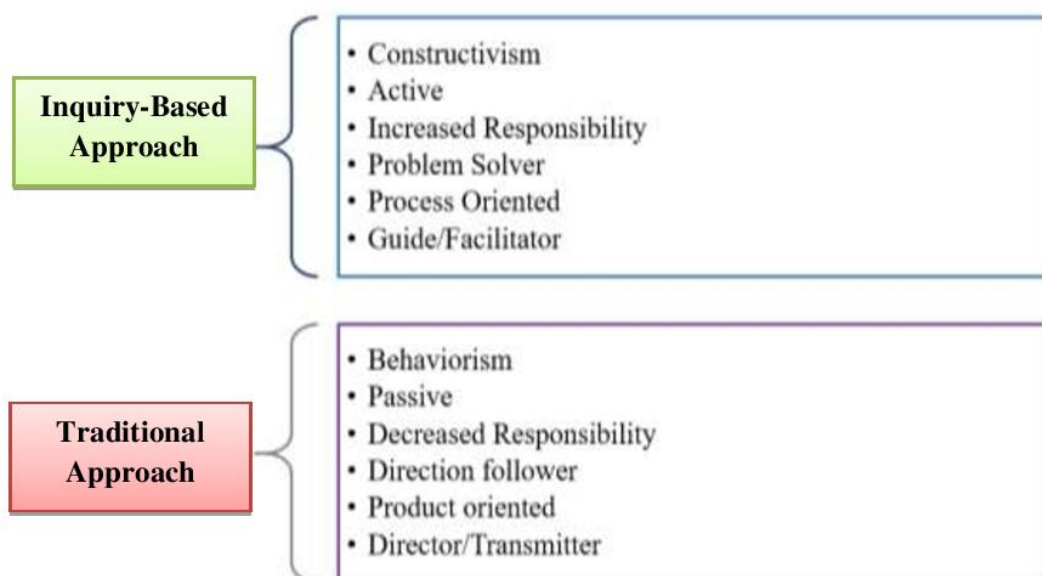 Inquiry-Based
Approach
• Constructivism
• Active
• Increased Responsibility
• Problem Solver
• Process Oriented
• Guide/Facilitator
Traditional
Approach
• Behaviorism
• Passive
• Decreased Responsibility
• Direction follower
• Product oriented
• Director/Transmitter